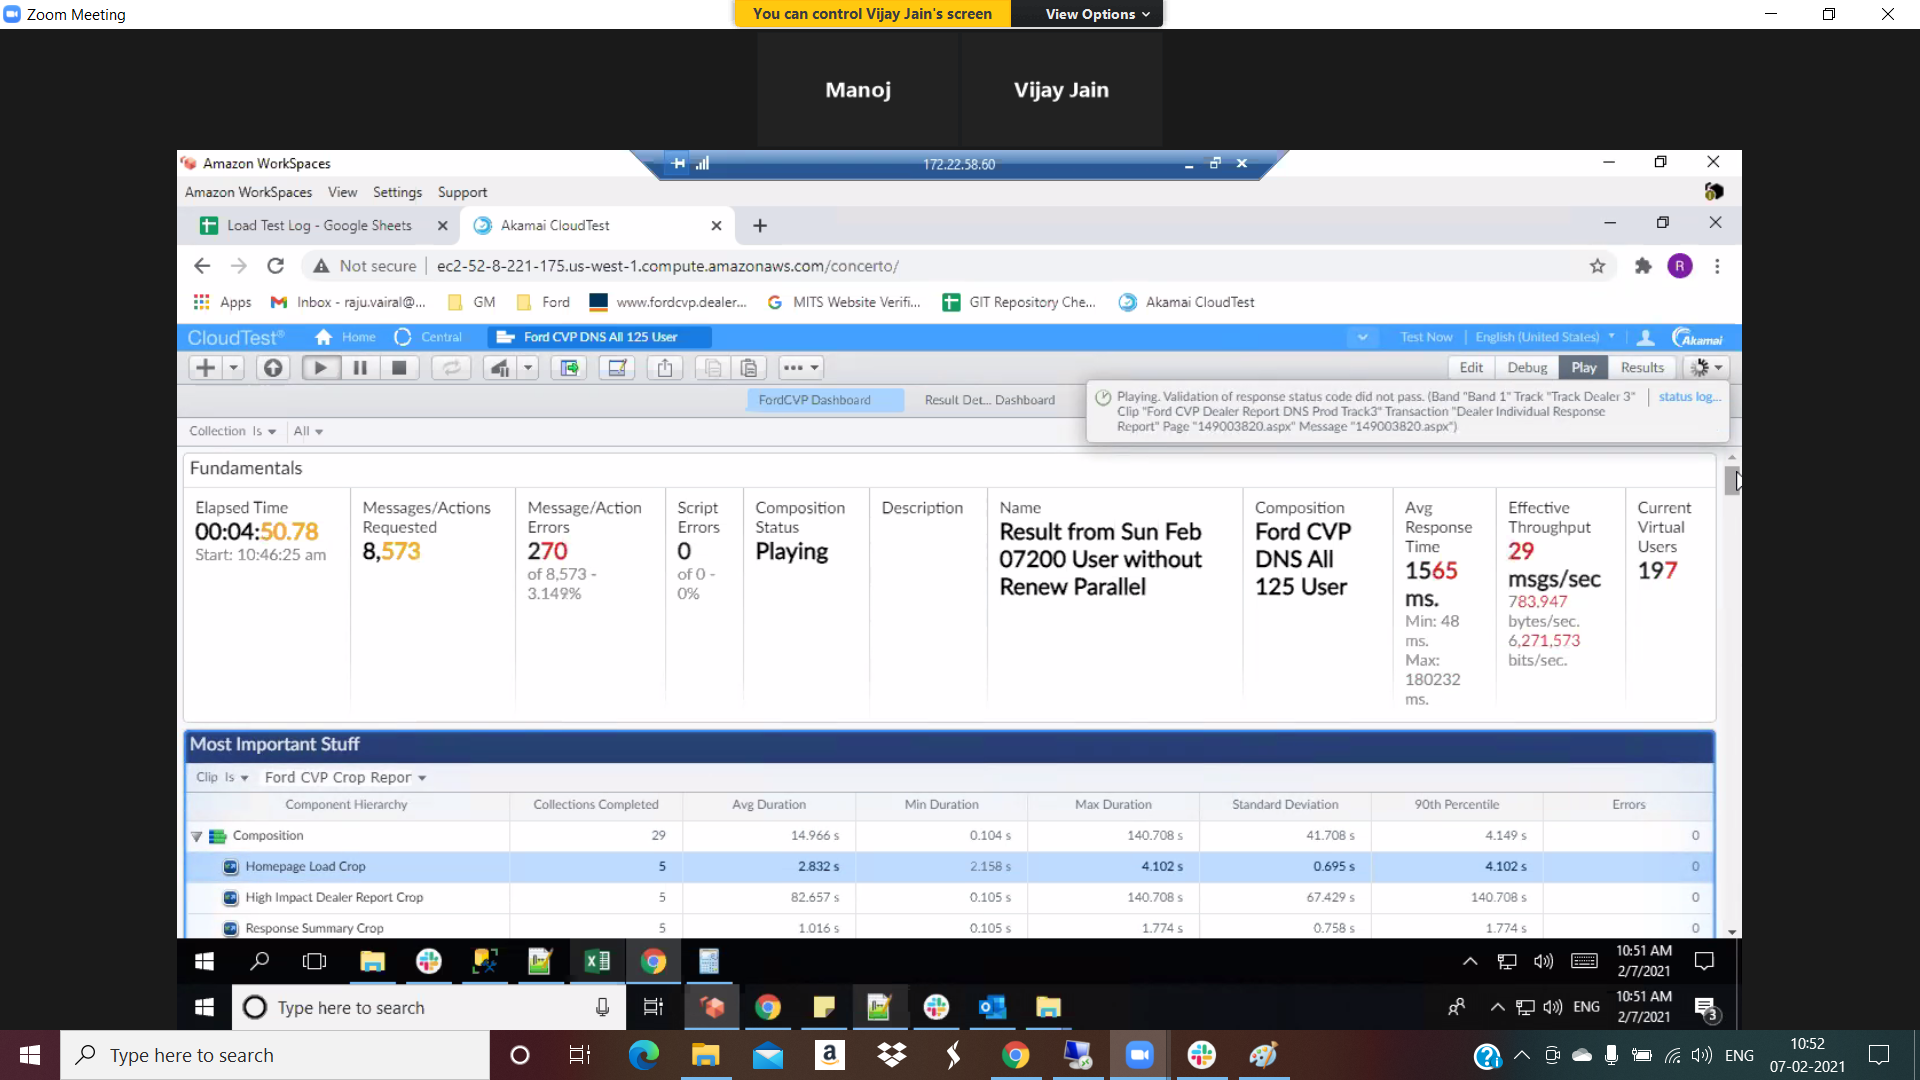 Zoom Meeting
You can control Vijay Jain's screen
View Options
Manoj
Vijay Jain
Amazon WorkSpaces
172.22.58.60
Amazon WorkSpaces View Settings Support
Load Test Log - Google Sheets
Akamai CloudTest
Not secure
ec2-52-8-221-175.us-west-1.compute.amazonaws.com/concerto/
R
Apps
Inbox - raju.vairal@...
GM
Ford
www.fordcvp.dealer...
MITS Website Verifi...
GIT Repository Che...
Akamai CloudTest
CloudTest®
Home
Central
Ford CVP DNS All 125 User
Test Now
English (United States)
Akamai
Edit Debug Play Results
FordCVP Dashboard
Result Det... Dashboard
Playing. Validation of response status code did not pass. (Band "Band 1" Track "Track Dealer 3"
Clip "Ford CVP Dealer Report DNS Prod Track3" Transaction "Dealer Individual Response
Report" Page "149003820.aspx" Message "149003820.aspx")
status log...
Collection Is All
Fundamentals
Elapsed Time
00:04:50.78
Start: 10:46:25 am
Messages/Actions
Requested
8,573
Message/Action
Errors
270
of 8,573 -
3.149%
Script
Errors
0
of 0 -
0%
Composition
Status
Playing
Description
Name
Result from Sun Feb
07200 User without
Renew Parallel
Composition
Ford CVP
DNS All
125 User
Avg
Response
Time
1565
ms.
Min: 48
ms.
Max:
180232
ms.
Effective
Throughput
29
msgs/sec
783,947
bytes/sec.
6,271,573
bits/sec.
Current
Virtual
Users
197
Most Important Stuff
Clip Is Ford CVP Crop Repor
Component Hierarchy Collections Completed Avg Duration Min Duration Max Duration Standard Deviation 90th Percentile Errors
Composition 29 14.966 s 0.104 s 140.708 s 41.708 s 4.149 s 0
Homepage Load Crop 5 2.832 s 2.158 s 4.102 s 0.695 s 4.102 s 0
High Impact Dealer Report Crop 5 82.657 s 0.105 s 140.708 s 67.429 s 140.708 s 0
Response Summary Crop 5 1.016 s 0.105 s 1.774 s 0.758 s 1.774 s 0
10:51 AM
2/7/2021
Type here to search
ENG
10:51 AM
2/7/2021
3
Type here to search
ENG
10:52
07-02-2021